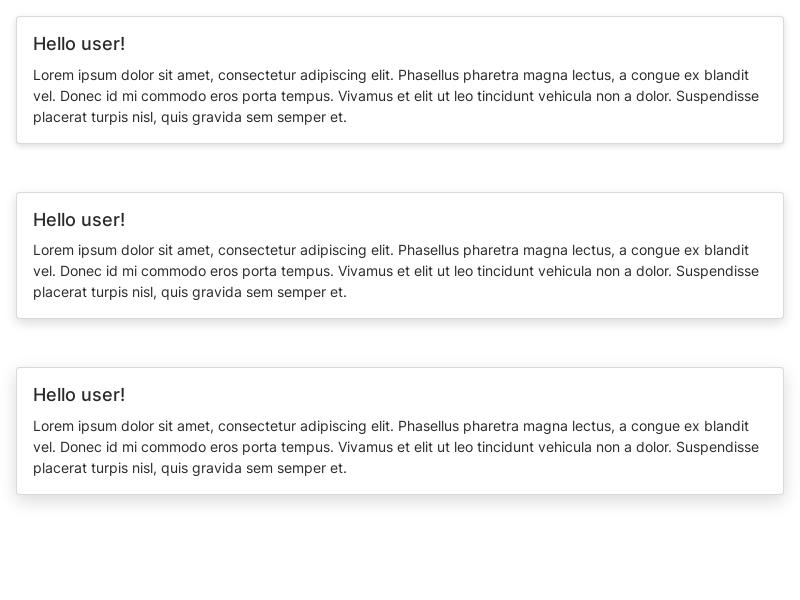 Hello user!
Lorem ipsum dolor sit amet, consectetur adipiscing elit. Phasellus pharetra magna lectus, a congue ex blandit
vel. Donec id mi commodo eros porta tempus. Vivamus et elit ut leo tincidunt vehicula non a dolor. Suspendisse
placerat turpis nisl, quis gravida sem semper et.
Hello user!
Lorem ipsum dolor sit amet, consectetur adipiscing elit. Phasellus pharetra magna lectus, a congue ex blandit
vel. Donec id mi commodo eros porta tempus. Vivamus et elit ut leo tincidunt vehicula non a dolor. Suspendisse
placerat turpis nisl, quis gravida sem semper et.
Hello user!
Lorem ipsum dolor sit amet, consectetur adipiscing elit. Phasellus pharetra magna lectus, a congue ex blandit
vel. Donec id mi commodo eros porta tempus. Vivamus et elit ut leo tincidunt vehicula non a dolor. Suspendisse
placerat turpis nisl, quis gravida sem semper et.